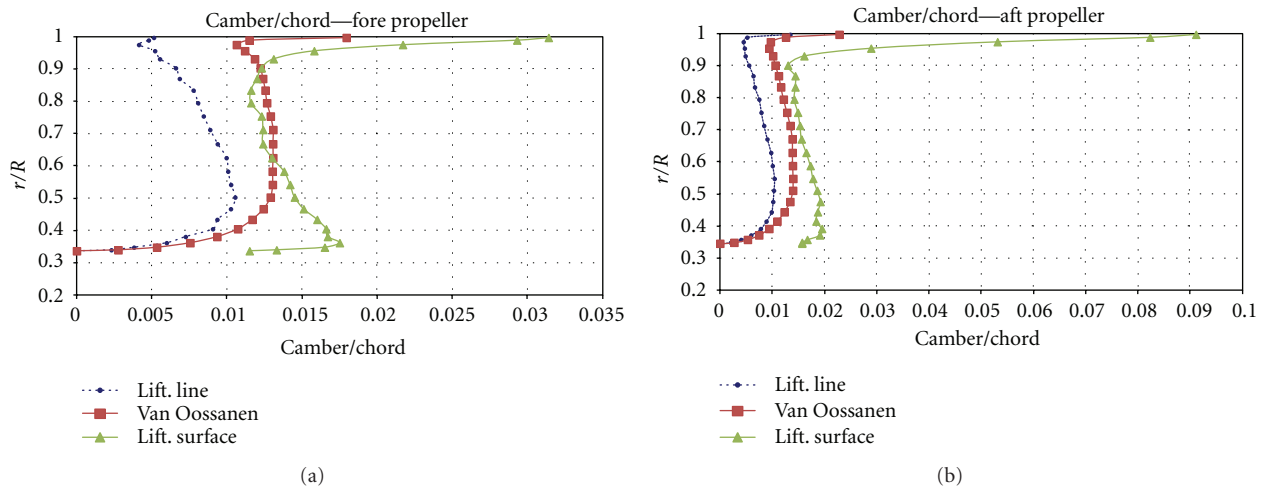 Camber/chord—fore propeller
1
0.9
0.8
0.7
0.6
0.5
0.4
0.3
0.2
r/R
0 0.005 0.01 0.015 0.02 0.025 0.03 0.035
Camber/chord
Lift. line
Van Oossanen
Lift. surface
(a)
Camber/chord—aft propeller
1
0.9
0.8
0.7
0.6
0.5
0.4
0.3
0.2
r/R
0 0.01 0.02 0.03 0.04 0.05 0.06 0.07 0.08 0.09 0.1
Camber/chord
Lift. line
Van Oossanen
Lift. surface
(b)